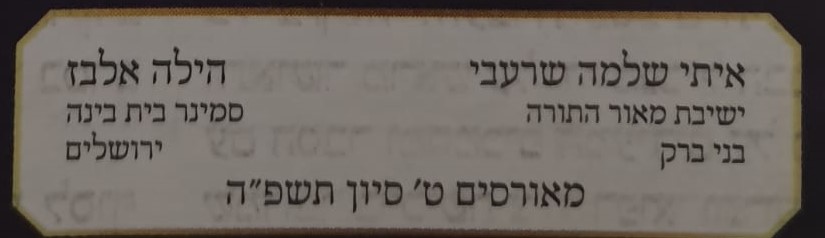 איתי שלמה שרעבי הילה אלבז
ישיבת מאור התורה סמינר בית בינה
בני ברק ירושלים
מאורסים ט׳ סיון תשפ״ה